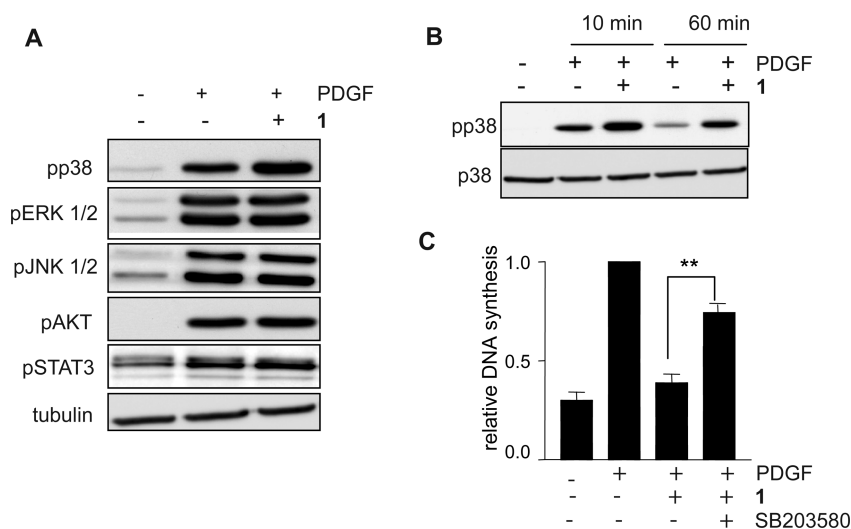 A
- + + PDGF
- - + 1
pp38
pERK 1/2
pJNK 1/2
pAKT
pSTAT3
tubulin
B
10 min 60 min
- + + + + PDGF
- - + - + 1
pp38
p38
C
relative DNA synthesis
1.0
0.5
0.0
**
- + + + PDGF
- - + + 1
- - - + SB203580